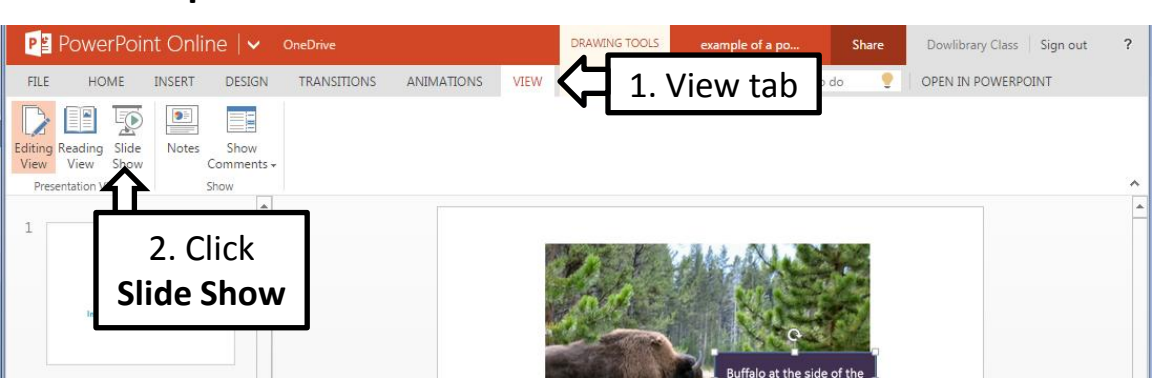 PowerPoint Online OneDrive DRAWING TOOLS example of a po... Share Dowlibrary Class Sign out ?
FILE HOME INSERT DESIGN TRANSITIONS ANIMATIONS VIEW do OPEN IN POWERPOINT
1. View tab
Editing View
Reading View
Slide Show
Notes
Show Comments
Presentation
Show
2. Click
Slide Show
1
Buffalo at the side of the